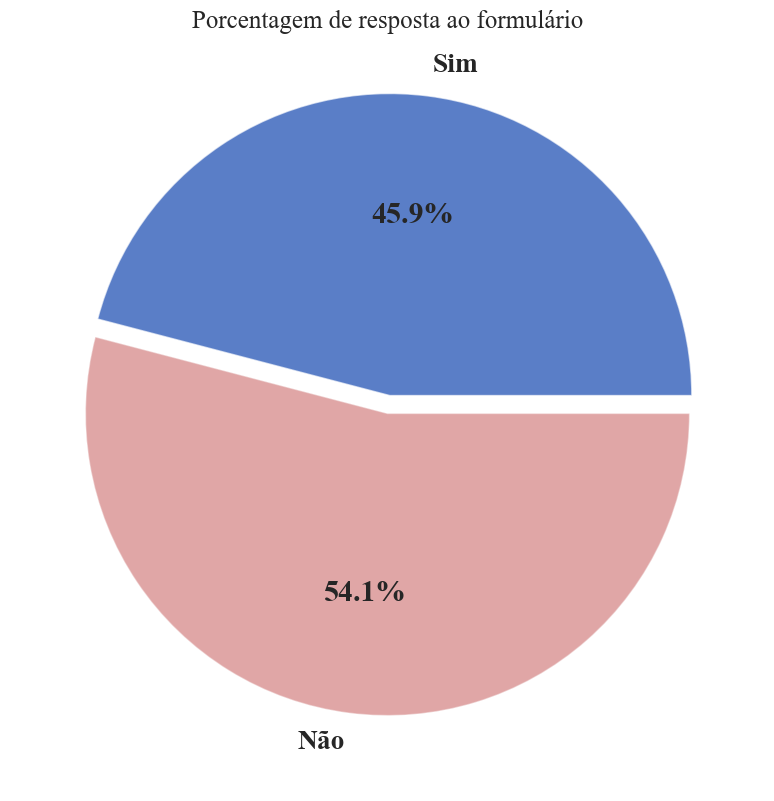 Porcentagem de resposta ao formulário
Sim
45.9%
54.1%
Não